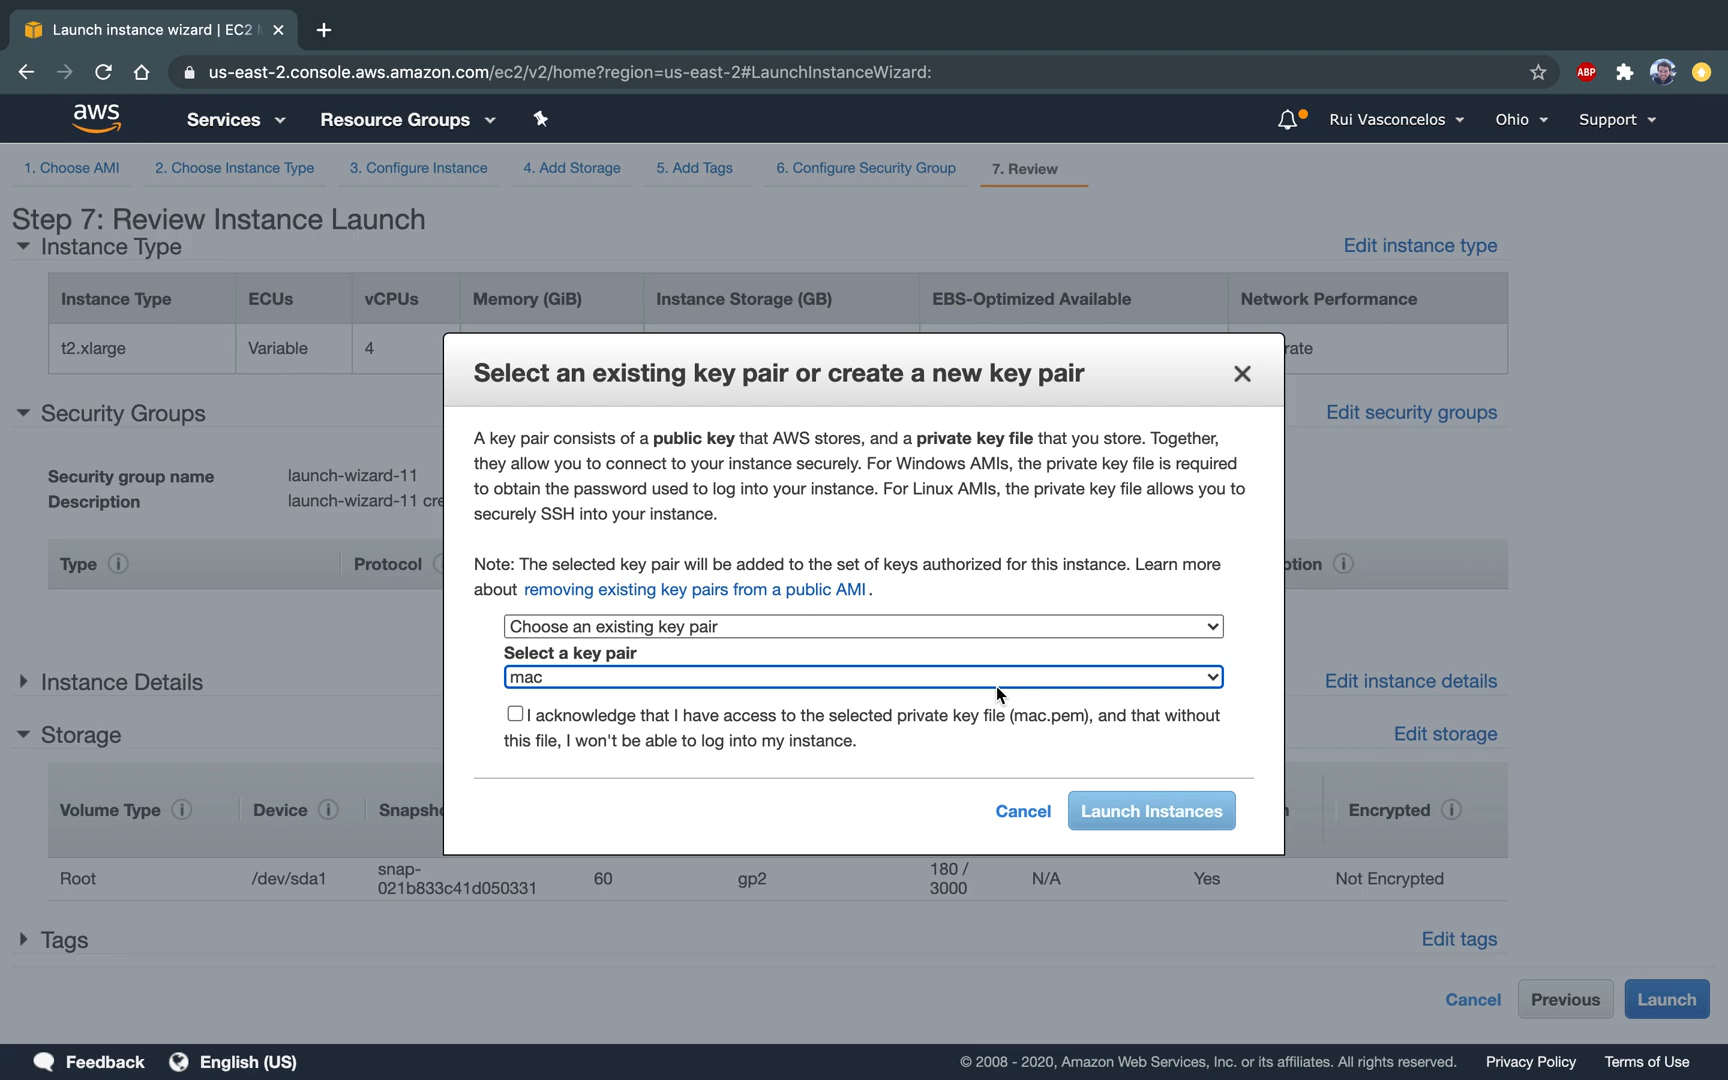 Launch instance wizard | EC2
us-east-2.console.aws.amazon.com/ec2/v2/home?region=us-east-2#LaunchInstanceWizard:
ABP
aws
Services
Resource Groups
Rui Vasconcelos
Ohio
Support
1. Choose AMI
2. Choose Instance Type
3. Configure Instance
4. Add Storage
5. Add Tags
6. Configure Security Group
7. Review
Step 7: Review Instance Launch
Instance Type
Edit instance type
Instance Type
ECUs
vCPUs
Memory (GiB)
Instance Storage (GB)
EBS-Optimized Available
Network Performance
t2.xlarge
Variable
4
rate
Security Groups
Edit security groups
Security group name
launch-wizard-11
Description
launch-wizard-11 cre
Type
Protocol
ption
Select an existing key pair or create a new key pair
A key pair consists of a public key that AWS stores, and a private key file that you store. Together,
they allow you to connect to your instance securely. For Windows AMIs, the private key file is required
to obtain the password used to log into your instance. For Linux AMIs, the private key file allows you to
securely SSH into your instance.
Note: The selected key pair will be added to the set of keys authorized for this instance. Learn more
about removing existing key pairs from a public AMI.
Choose an existing key pair
Select a key pair
mac
I acknowledge that I have access to the selected private key file (mac.pem), and that without
this file, I won't be able to log into my instance.
Cancel
Launch Instances
Instance Details
Edit instance details
Storage
Edit storage
Volume Type
Device
Snapsho
n
Encrypted
Root
/dev/sda1
snap-
021b833c41d050331
60
gp2
180 /
3000
N/A
Yes
Not Encrypted
Tags
Edit tags
Cancel
Previous
Launch
Feedback
English (US)
© 2008 - 2020, Amazon Web Services, Inc. or its affiliates. All rights reserved.
Privacy Policy
Terms of Use